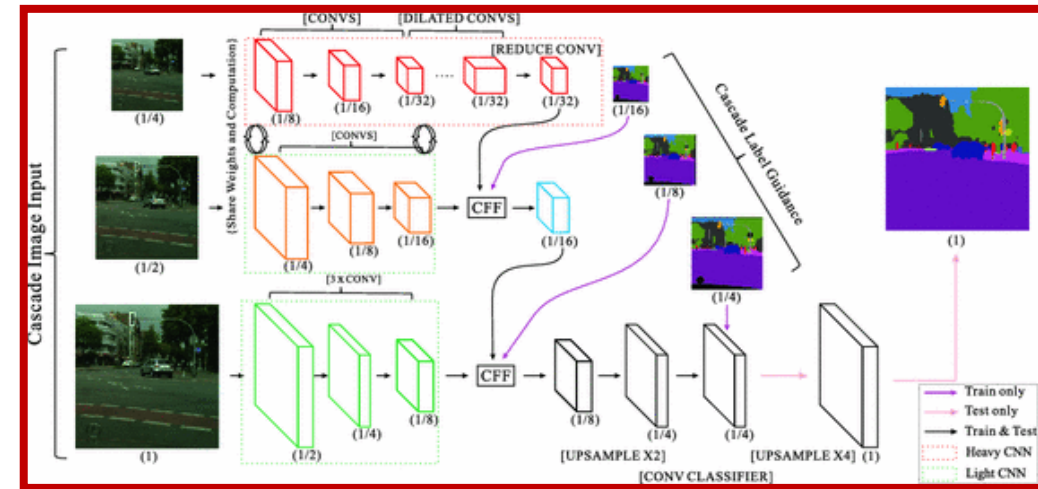 [CONVS]
[DILATED CONVS]
[REDUCE CONV]
Cascade Image Input
{Share Weights and Computation}
(1/4)
(1/8)
(1/16)
(1/32)
(1/32)
(1/32)
(1/16)
Cascade Label Guidance
[CONVS]
(1/2)
(1/4)
(1/8)
(1/16)
CFF
(1/16)
(1/8)
(1)
[3 X CONV]
(1/4)
(1)
(1/2)
(1/4)
(1/8)
CFF
(1/8)
(1/4)
(1/4)
(1)
[UPSAMPLE X2]
[UPSAMPLE X4]
[CONV CLASSIFIER]
Train only
Test only
Train & Test
Heavy CNN
Light CNN